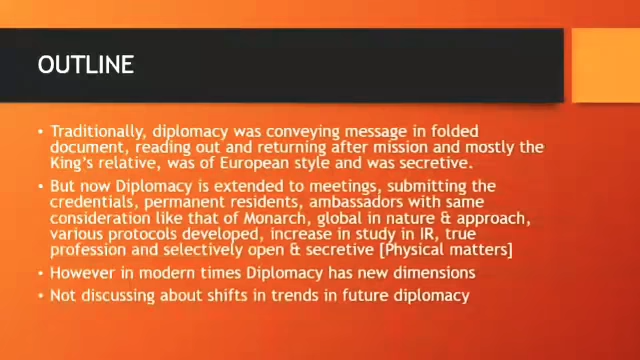 OUTLINE
• Traditionally, diplomacy was conveying message in folded
document, reading out and returning after mission and mostly the
King's relative, was of European style and was secretive.
• But now Diplomacy is extended to meetings, submitting the
credentials, permanent residents, ambassadors with same
consideration like that of Monarch, global in nature & approach,
various protocols developed, increase in study in IR, true
profession and selectively open & secretive [Physical matters]
• However in modern times Diplomacy has new dimensions
• Not discussing about shifts in trends in future diplomacy